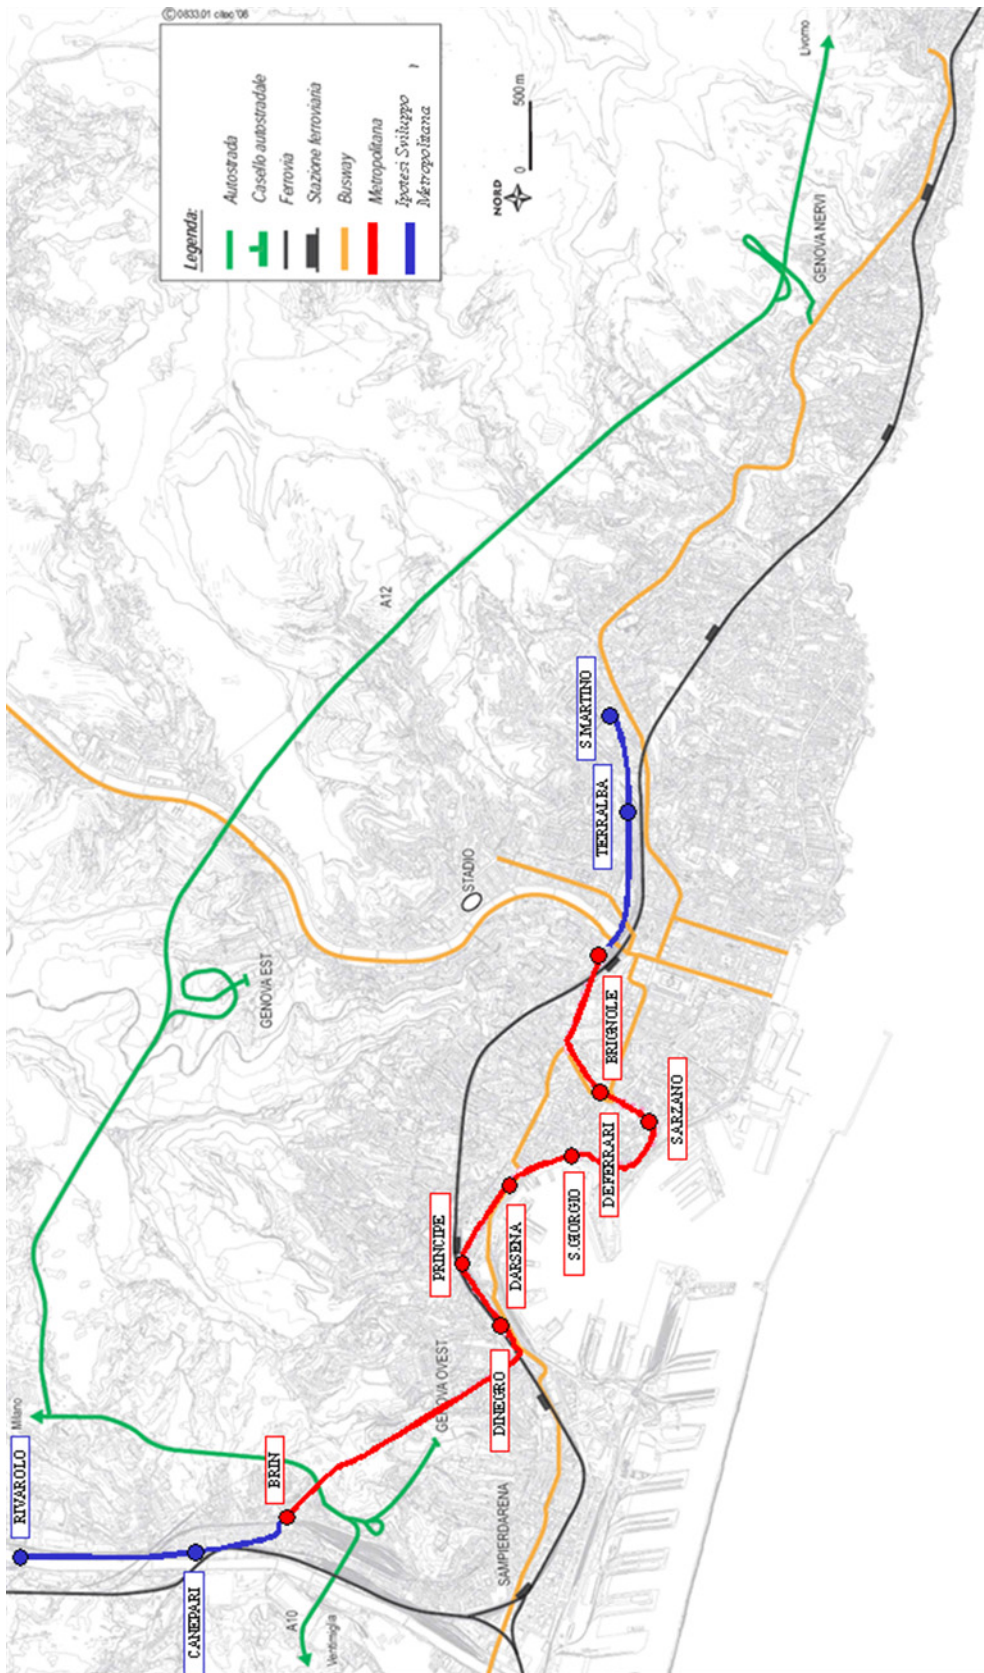 © 0833.01 citec '06
Legenda:
Autostrada
Casello autostradale
Ferrovia
Stazione ferroviaria
Busway
Metropolitana
Ipotesi Sviluppo
Metropolitana
NORD
0 500 m
Livorno
GENOVA NERVI
A12
S.MARTINO
TERRALBA
STADIO
GENOVA EST
BRIGNOLE
SARZANO
DEFERRARI
S.GIORGIO
DARSENA
PRINCIPE
DINEGRO
GENOVA OVEST
Milano
BRIN
RIVAROLO
CANEPARI
SAMPIERDARENA
A10
Ventimiglia